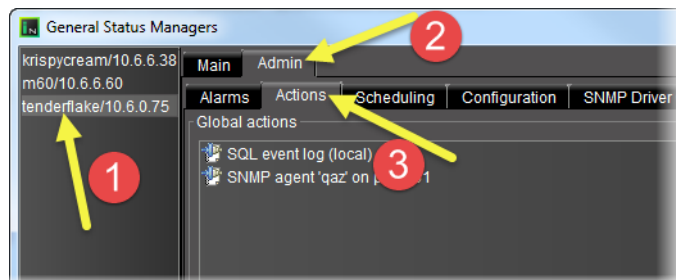 General Status Managers
krispycream/10.6.6.38
m60/10.6.6.60
tenderflake/10.6.0.75
Main Admin
Alarms Actions Scheduling Configuration SNMP Driver
Global actions
SQL event log (local)
SNMP agent 'qaz' on
1
2
3